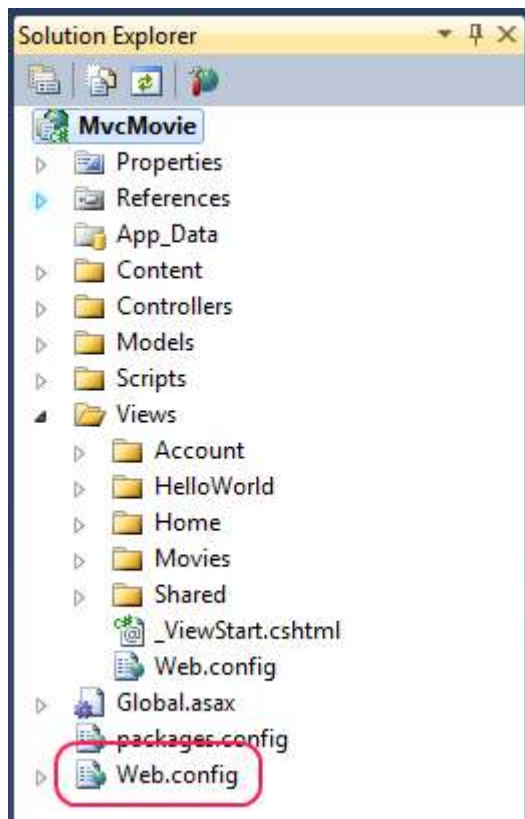 Solution Explorer
MvcMovie
Properties
References
App_Data
Content
Controllers
Models
Scripts
Views
Account
HelloWorld
Home
Movies
Shared
_ViewStart.cshtml
Web.config
Global.asax
packages.config
Web.config